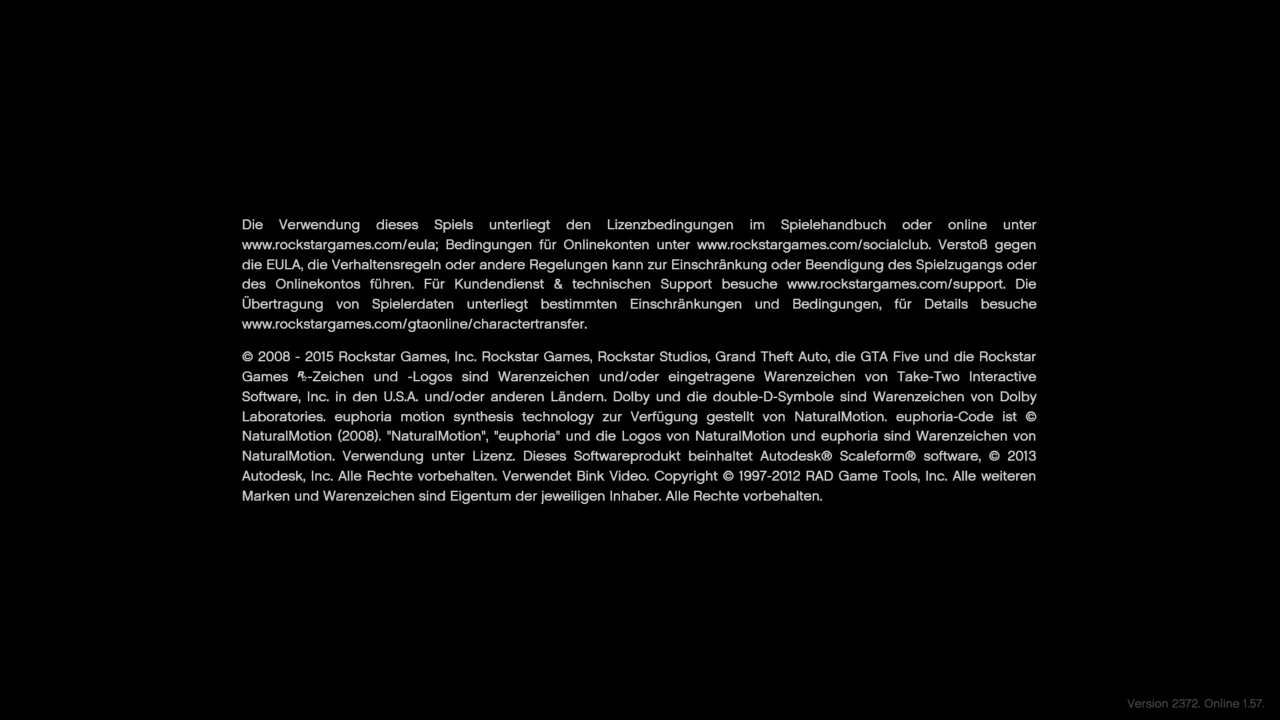 Die Verwendung dieses Spiels unterliegt den Lizenzbedingungen im Spielehandbuch oder online unter
www.rockstargames.com/eula; Bedingungen für Onlinekonten unter www.rockstargames.com/socialclub. Verstoß gegen
die EULA, die Verhaltensregeln oder andere Regelungen kann zur Einschränkung oder Beendigung des Spielzugangs oder
des Onlinekontos führen. Für Kundendienst & technischen Support besuche www.rockstargames.com/support. Die
Übertragung von Spielerdaten unterliegt bestimmten Einschränkungen und Bedingungen, für Details besuche
www.rockstargames.com/gtaonline/charactertransfer.
© 2008 - 2015 Rockstar Games, Inc. Rockstar Games, Rockstar Studios, Grand Theft Auto, die GTA Five und die Rockstar
Games R*-Zeichen und -Logos sind Warenzeichen und/oder eingetragene Warenzeichen von Take-Two Interactive
Software, Inc. in den U.S.A. und/oder anderen Ländern. Dolby und die double-D-Symbole sind Warenzeichen von Dolby
Laboratories. euphoria motion synthesis technology zur Verfügung gestellt von NaturalMotion. euphoria-Code ist ©
NaturalMotion (2008). "NaturalMotion", "euphoria" und die Logos von NaturalMotion und euphoria sind Warenzeichen von
NaturalMotion. Verwendung unter Lizenz. Dieses Softwareprodukt beinhaltet Autodesk® Scaleform® software, © 2013
Autodesk, Inc. Alle Rechte vorbehalten. Verwendet Bink Video. Copyright © 1997-2012 RAD Game Tools, Inc. Alle weiteren
Marken und Warenzeichen sind Eigentum der jeweiligen Inhaber. Alle Rechte vorbehalten.
Version 2372. Online 1.57.